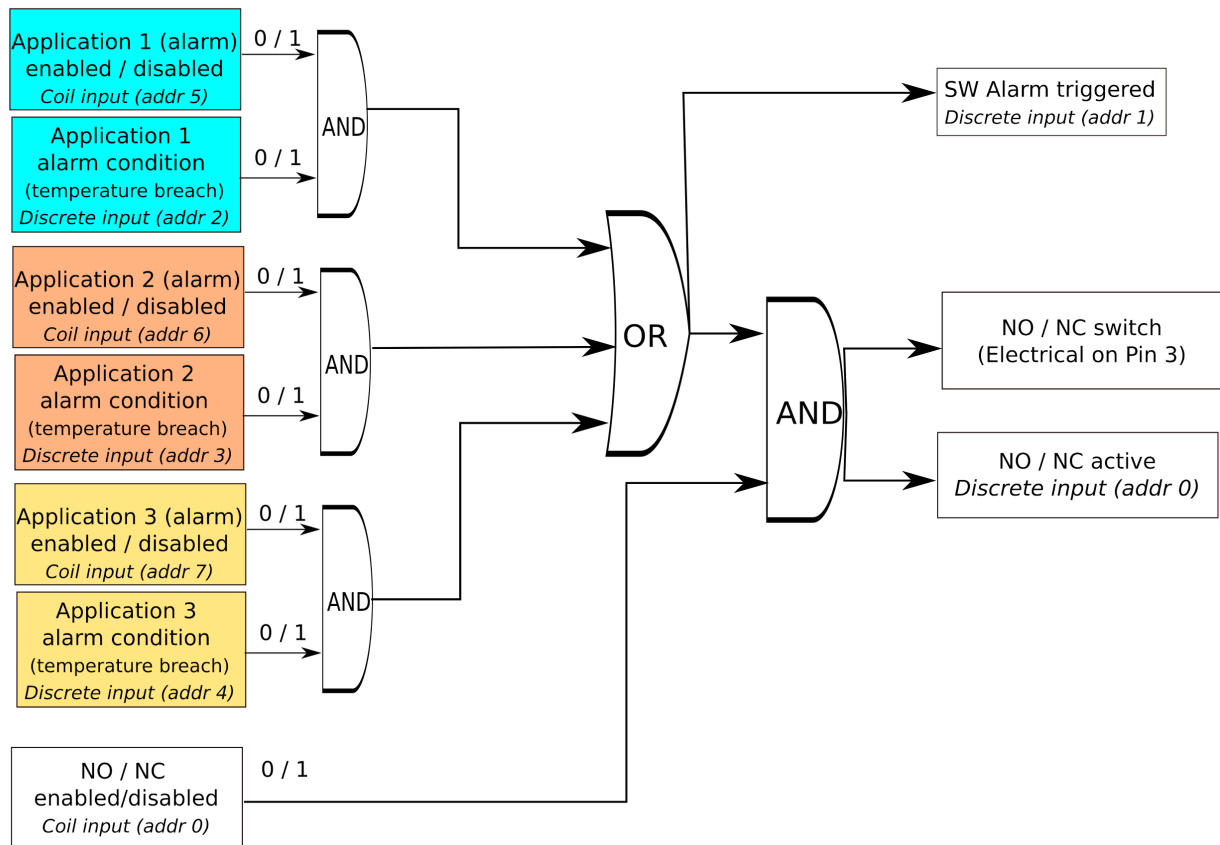 Application 1 (alarm)
enabled / disabled
Coil input (addr 5)
0 / 1
Application 1
alarm condition
(temperature breach)
Discrete input (addr 2)
0 / 1
AND
Application 2 (alarm)
enabled / disabled
Coil input (addr 6)
0 / 1
Application 2
alarm condition
(temperature breach)
Discrete input (addr 3)
0 / 1
AND
Application 3 (alarm)
enabled / disabled
Coil input (addr 7)
0 / 1
Application 3
alarm condition
(temperature breach)
Discrete input (addr 4)
0 / 1
AND
NO / NC
enabled/disabled
Coil input (addr 0)
0 / 1
OR
AND
SW Alarm triggered
Discrete input (addr 1)
NO / NC switch
(Electrical on Pin 3)
NO / NC active
Discrete input (addr 0)